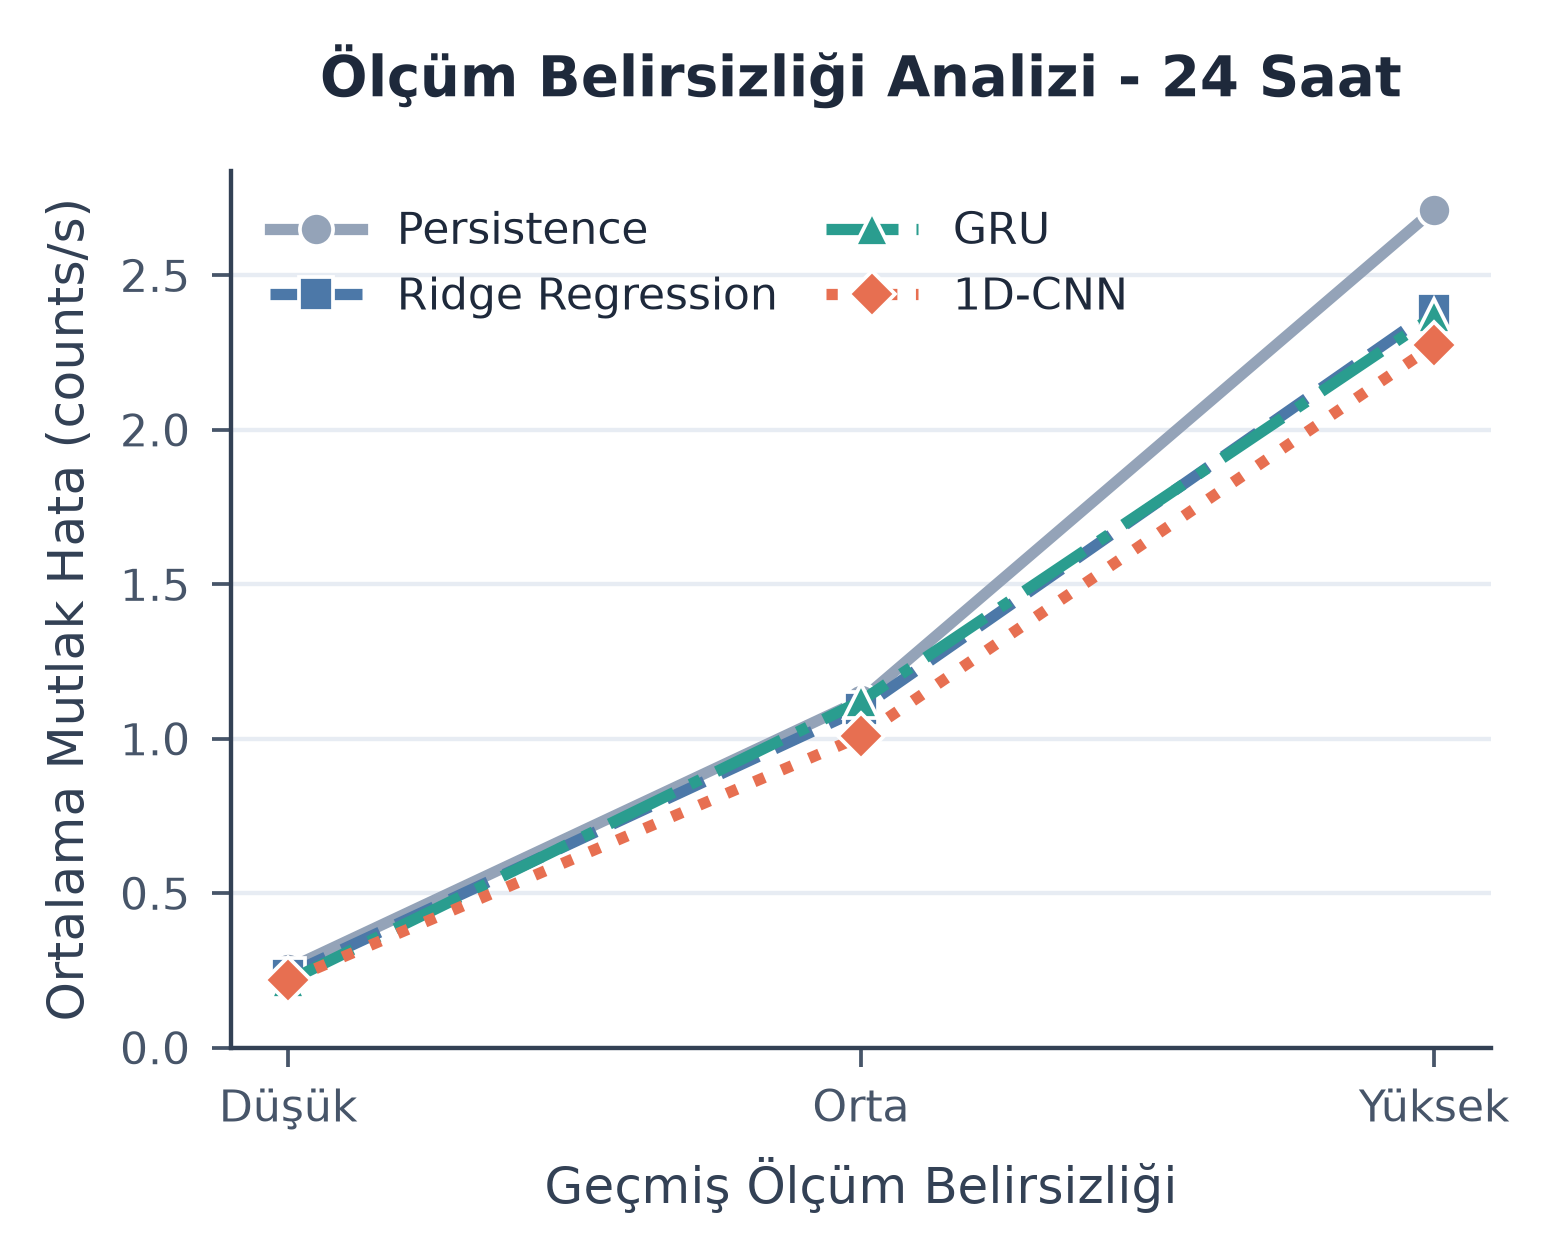 Ölçüm Belirsizliği Analizi - 24 Saat
Persistence
Ridge Regression
GRU
1D-CNN
Ortalama Mutlak Hata (counts/s)
2.5
2.0
1.5
1.0
0.5
0.0
Düşük
Orta
Yüksek
Geçmiş Ölçüm Belirsizliği